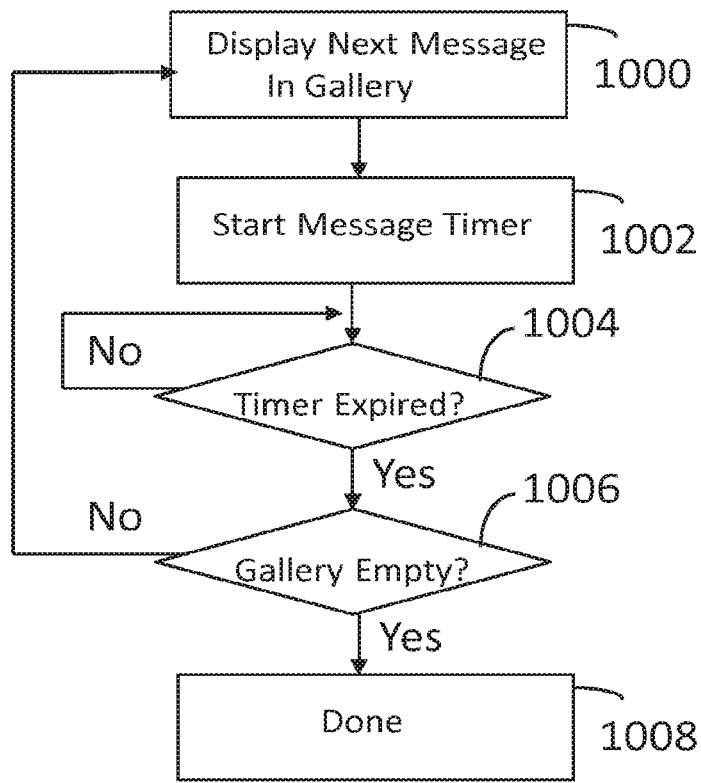 Display Next Message
In Gallery
1000
Start Message Timer
1002
1004
No
Timer Expired?
Yes
1006
No
Gallery Empty?
Yes
Done
1008